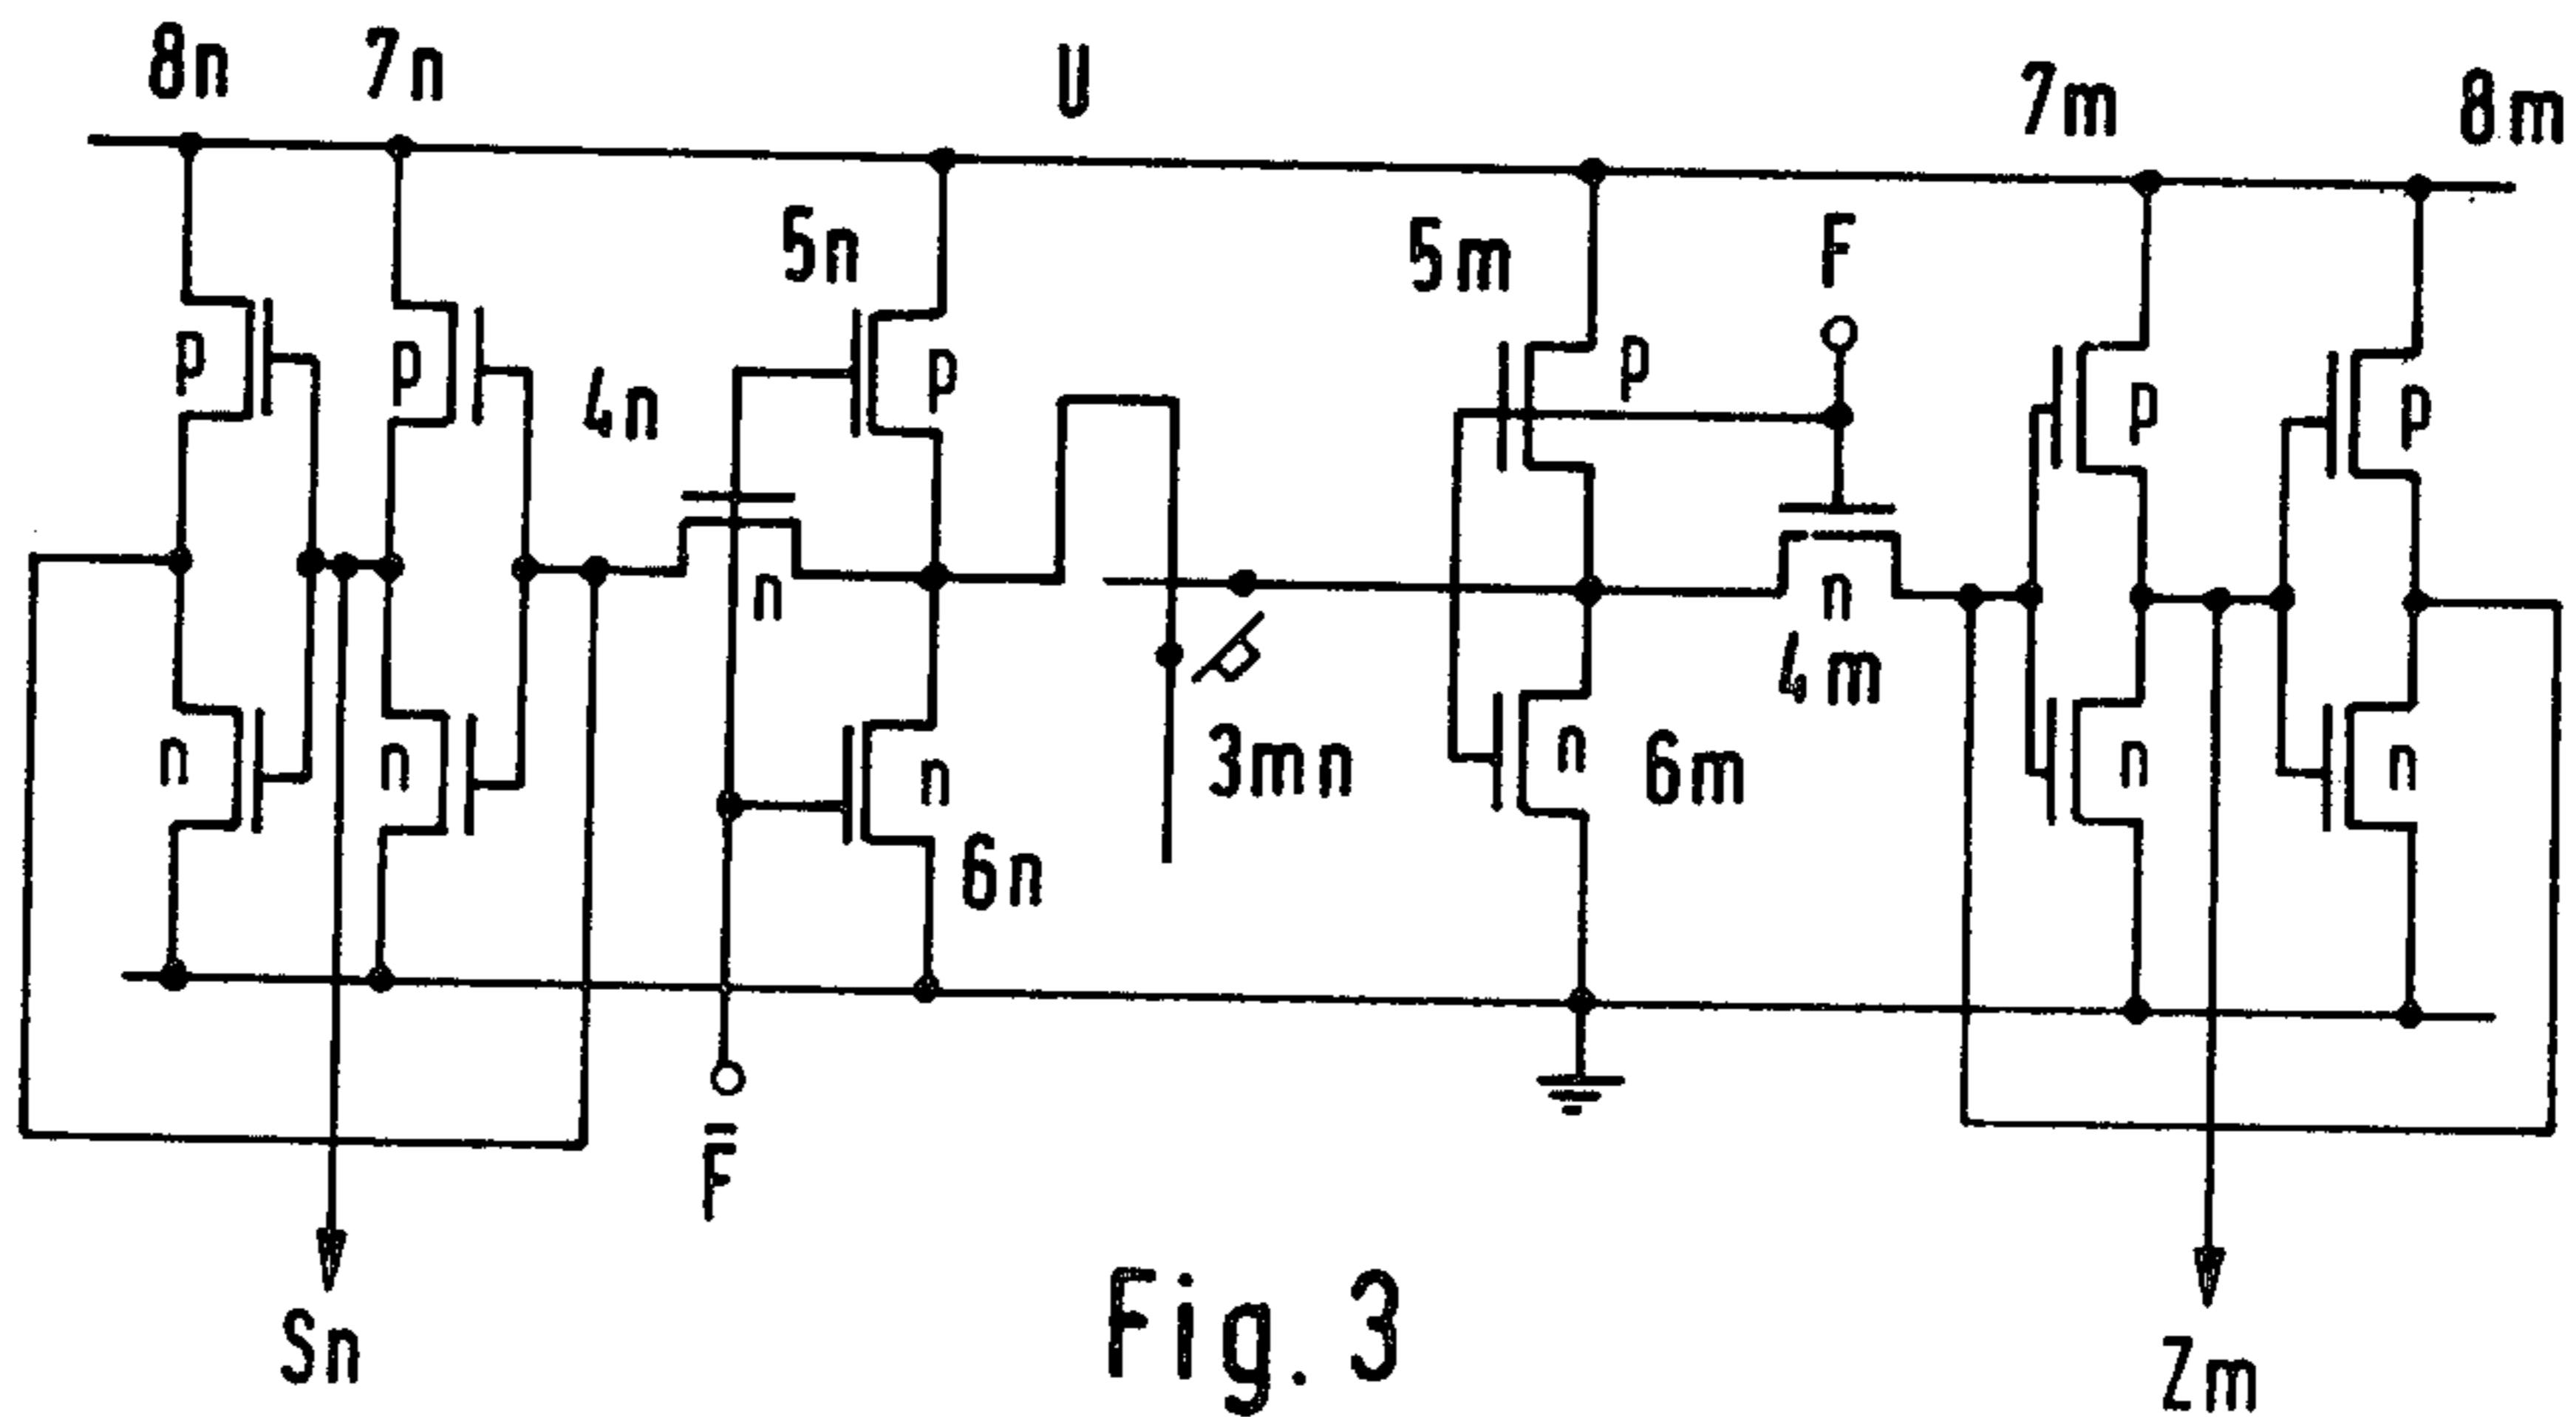 8n 7n U 7m 8m
5n 5m F
p p 4n p p p p
n n
4m
n n n 3mn n 6m n n
6n
F̅
Sn Fig. 3 Zm